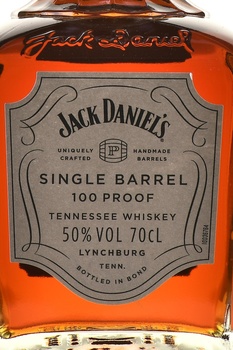 Jack Daniel
JACK DANIEL'S
UNIQUELY CRAFTED
P
HANDMADE BARRELS
SINGLE BARREL
100 PROOF
TENNESSEE WHISKEY
50% VOL 70cL
LYNCHBURG
TENN.
BOTTLED IN BOND